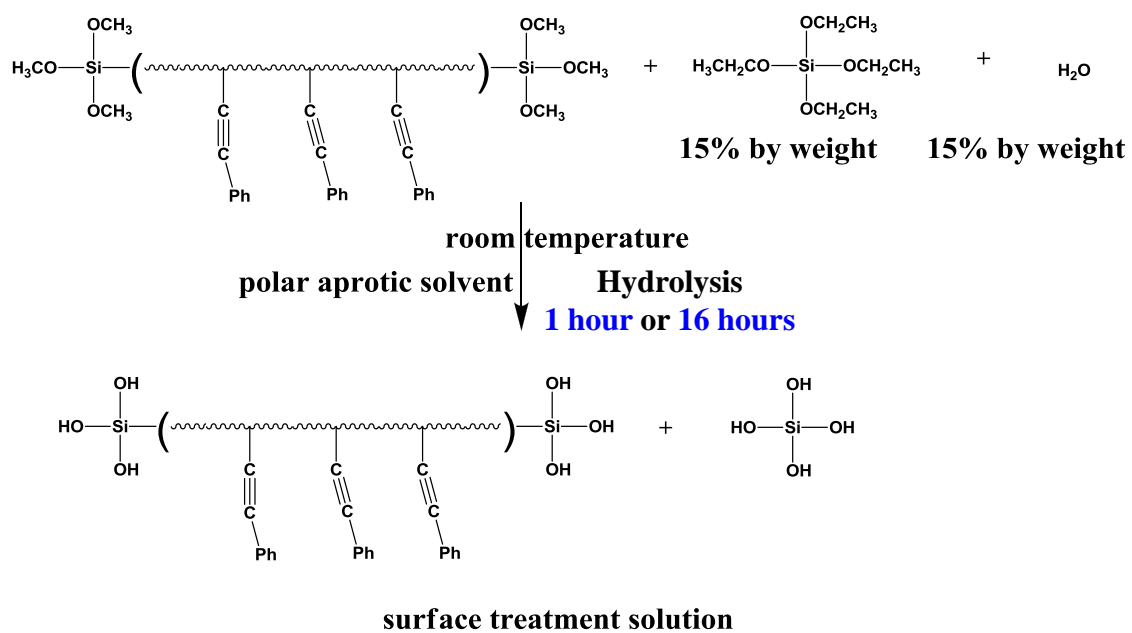 OCH3 OCH3 OCH2CH3
H3CO Si ( ) Si OCH3 + H3CH2CO Si OCH2CH3 + H2O
OCH3 OCH3 OCH2CH3
C C C
C C C
15% by weight 15% by weight
Ph Ph Ph
room temperature
polar aprotic solvent Hydrolysis
1 hour or 16 hours
OH OH OH
HO Si ( ) Si OH + HO Si OH
OH OH OH
C C C
C C C
Ph Ph Ph
surface treatment solution